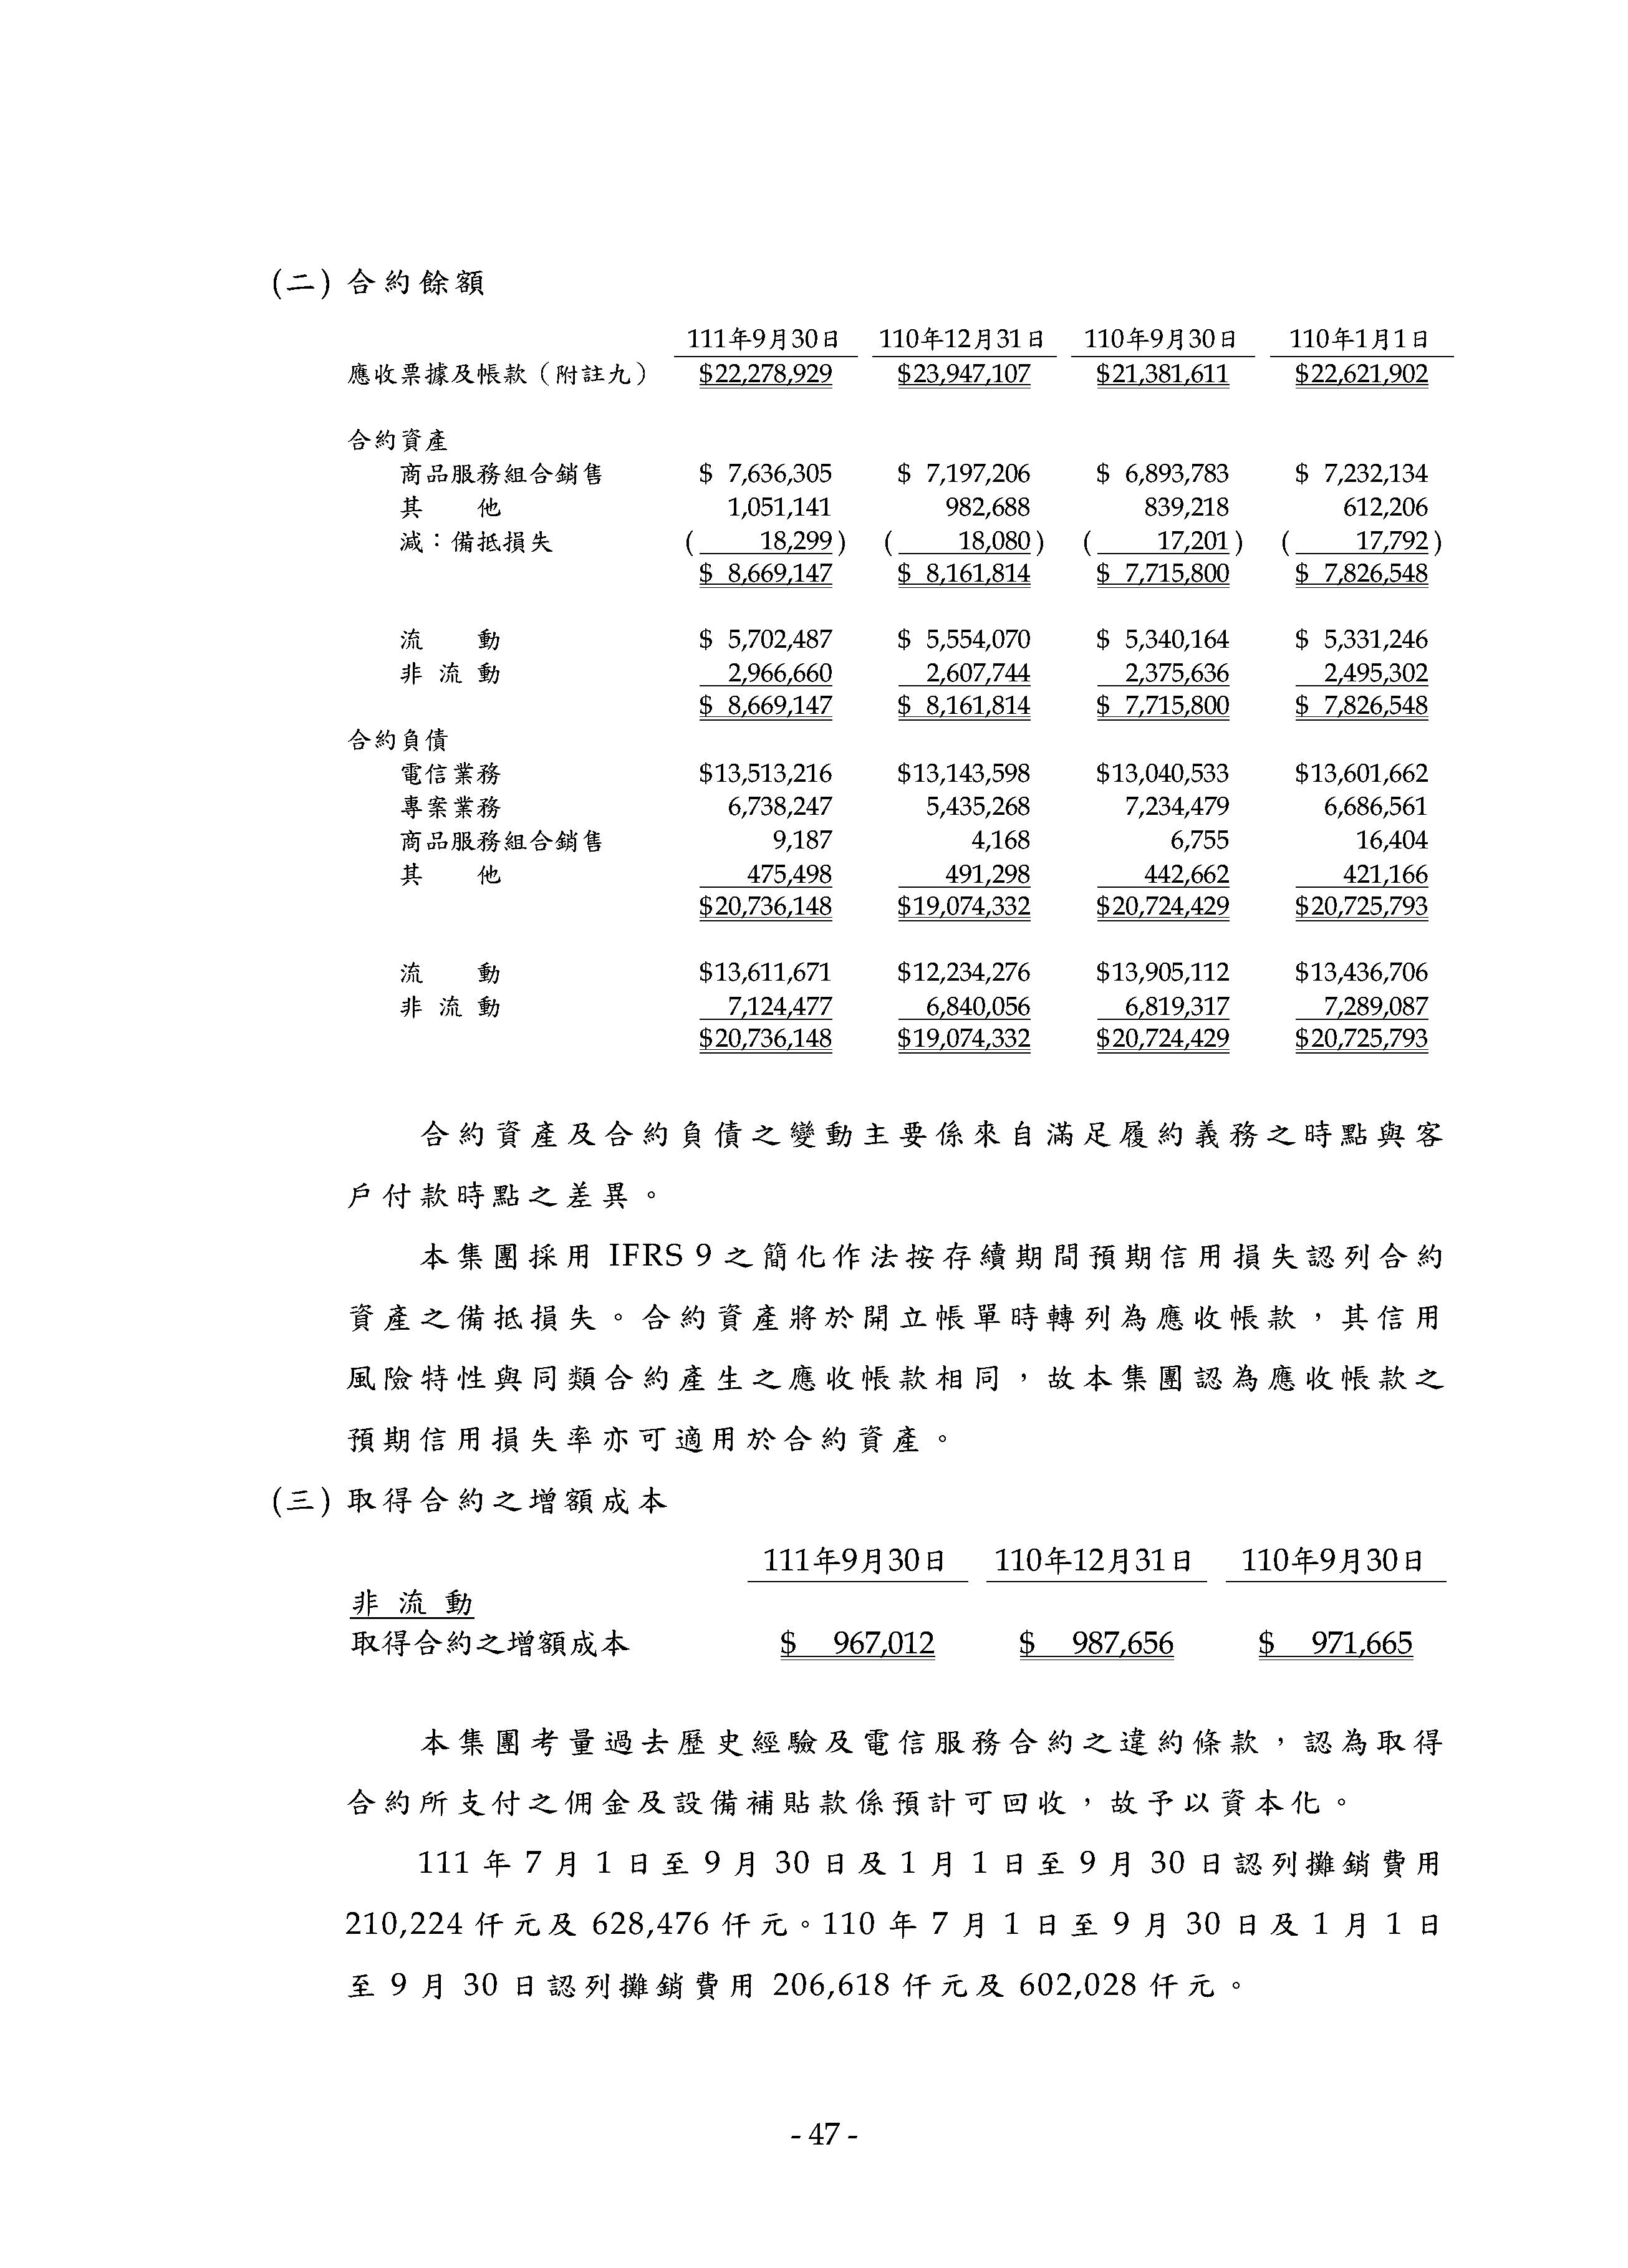 (二) 合約餘額
111年9月30日 110年12月31日 110年9月30日 110年1月1日
應收票據及帳款（附註九） $22,278,929 $23,947,107 $21,381,611 $22,621,902
合約資產
商品服務組合銷售 $ 7,636,305 $ 7,197,206 $ 6,893,783 $ 7,232,134
其 他 1,051,141 982,688 839,218 612,206
減：備抵損失 ( 18,299) ( 18,080) ( 17,201) ( 17,792)
$ 8,669,147 $ 8,161,814 $ 7,715,800 $ 7,826,548
流 動 $ 5,702,487 $ 5,554,070 $ 5,340,164 $ 5,331,246
非 流 動 2,966,660 2,607,744 2,375,636 2,495,302
$ 8,669,147 $ 8,161,814 $ 7,715,800 $ 7,826,548
合約負債
電信業務 $13,513,216 $13,143,598 $13,040,533 $13,601,662
專案業務 6,738,247 5,435,268 7,234,479 6,686,561
商品服務組合銷售 9,187 4,168 6,755 16,404
其 他 475,498 491,298 442,662 421,166
$20,736,148 $19,074,332 $20,724,429 $20,725,793
流 動 $13,611,671 $12,234,276 $13,905,112 $13,436,706
非 流 動 7,124,477 6,840,056 6,819,317 7,289,087
$20,736,148 $19,074,332 $20,724,429 $20,725,793
合約資產及合約負債之變動主要係來自滿足履約義務之時點與客
戶付款時點之差異。
本集團採用 IFRS 9 之簡化作法按存續期間預期信用損失認列合約
資產之備抵損失。合約資產將於開立帳單時轉列為應收帳款，其信用
風險特性與同類合約產生之應收帳款相同，故本集團認為應收帳款之
預期信用損失率亦可適用於合約資產。
(三) 取得合約之增額成本
111年9月30日 110年12月31日 110年9月30日
非 流 動
取得合約之增額成本 $ 967,012 $ 987,656 $ 971,665
本集團考量過去歷史經驗及電信服務合約之違約條款，認為取得
合約所支付之佣金及設備補貼款係預計可回收，故予以資本化。
111 年 7 月 1 日至 9 月 30 日及 1 月 1 日至 9 月 30 日認列攤銷費用
210,224 仟元及 628,476 仟元。110 年 7 月 1 日至 9 月 30 日及 1 月 1 日
至 9 月 30 日認列攤銷費用 206,618 仟元及 602,028 仟元。
- 47 -